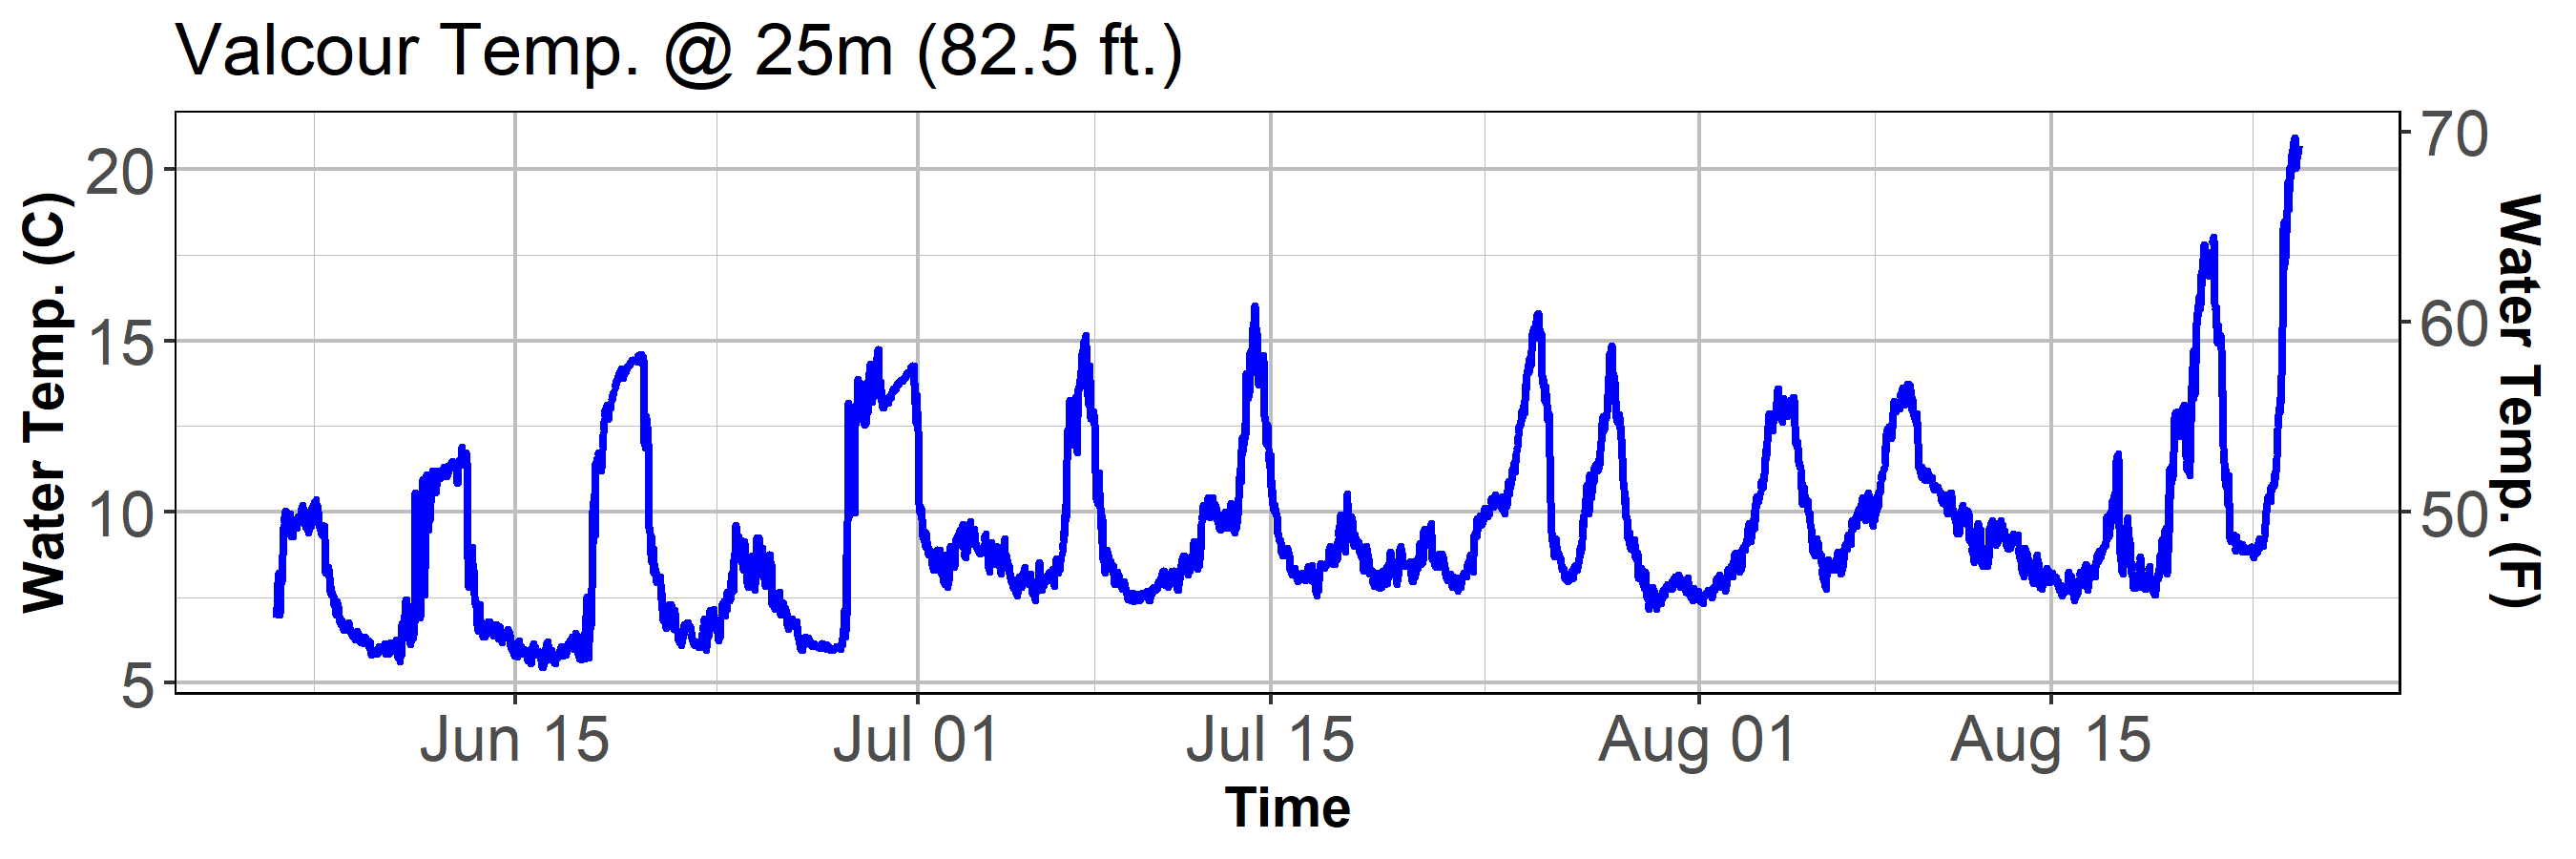 Valcour Temp. @ 25m (82.5 ft.)
Water Temp. (C)
20
15
10
5
70
60
50
Water Temp. (F)
Jun 15
Jul 01
Jul 15
Aug 01
Aug 15
Time